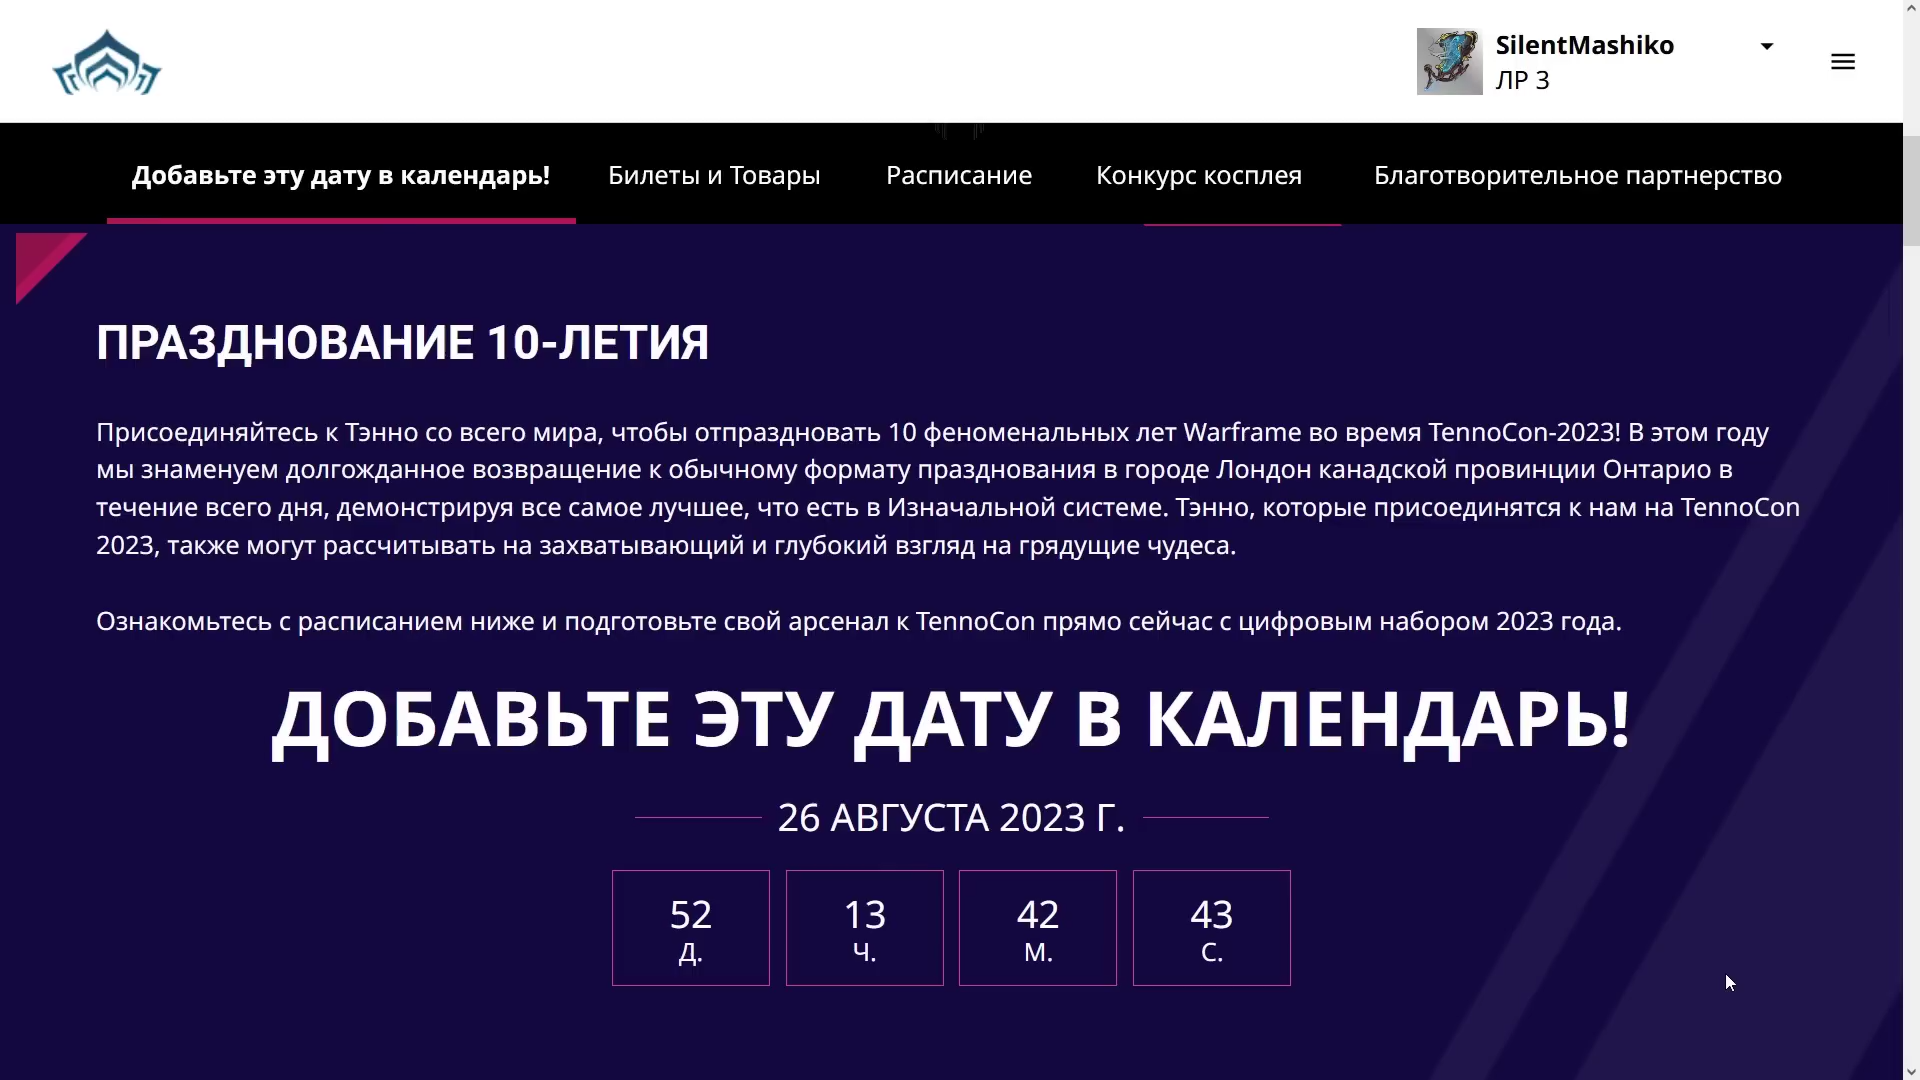 SilentMashiko
ЛР 3
Добавьте эту дату в календарь! Билеты и Товары Расписание Конкурс косплея Благотворительное партнерство
ПРАЗДНОВАНИЕ 10-ЛЕТИЯ
Присоединяйтесь к Тэнно со всего мира, чтобы отпраздновать 10 феноменальных лет Warframe во время TennoCon-2023! В этом году
мы знаменуем долгожданное возвращение к обычному формату празднования в городе Лондон канадской провинции Онтарио в
течение всего дня, демонстрируя все самое лучшее, что есть в Изначальной системе. Тэнно, которые присоединятся к нам на TennoCon
2023, также могут рассчитывать на захватывающий и глубокий взгляд на грядущие чудеса.
Ознакомьтесь с расписанием ниже и подготовьте свой арсенал к TennoCon прямо сейчас с цифровым набором 2023 года.
ДОБАВЬТЕ ЭТУ ДАТУ В КАЛЕНДАРЬ!
26 АВГУСТА 2023 Г.
52 13 42 43
Д. Ч. М. С.